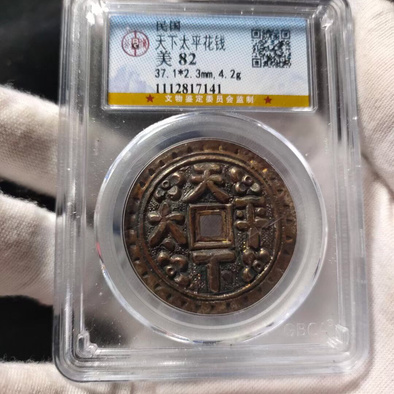 民国
天下太平花钱
美 82
37.1*2.3mm,4.2g
1112817141
★ 文物鉴定委员会监制 ★
天
下
太
平